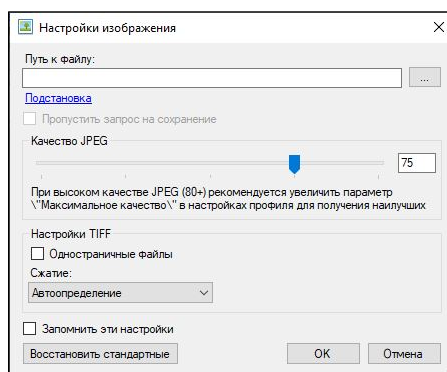 Настройки изображения
Путь к файлу:
...
Подстановка
Пропустить запрос на сохранение
Качество JPEG
75
При высоком качестве JPEG (80+) рекомендуется увеличить параметр
\"Максимальное качество\" в настройках профиля для получения наилучших
Настройки TIFF
Одностраничные файлы
Сжатие:
Автоопределение
Запомнить эти настройки
Восстановить стандартные
OK
Отмена